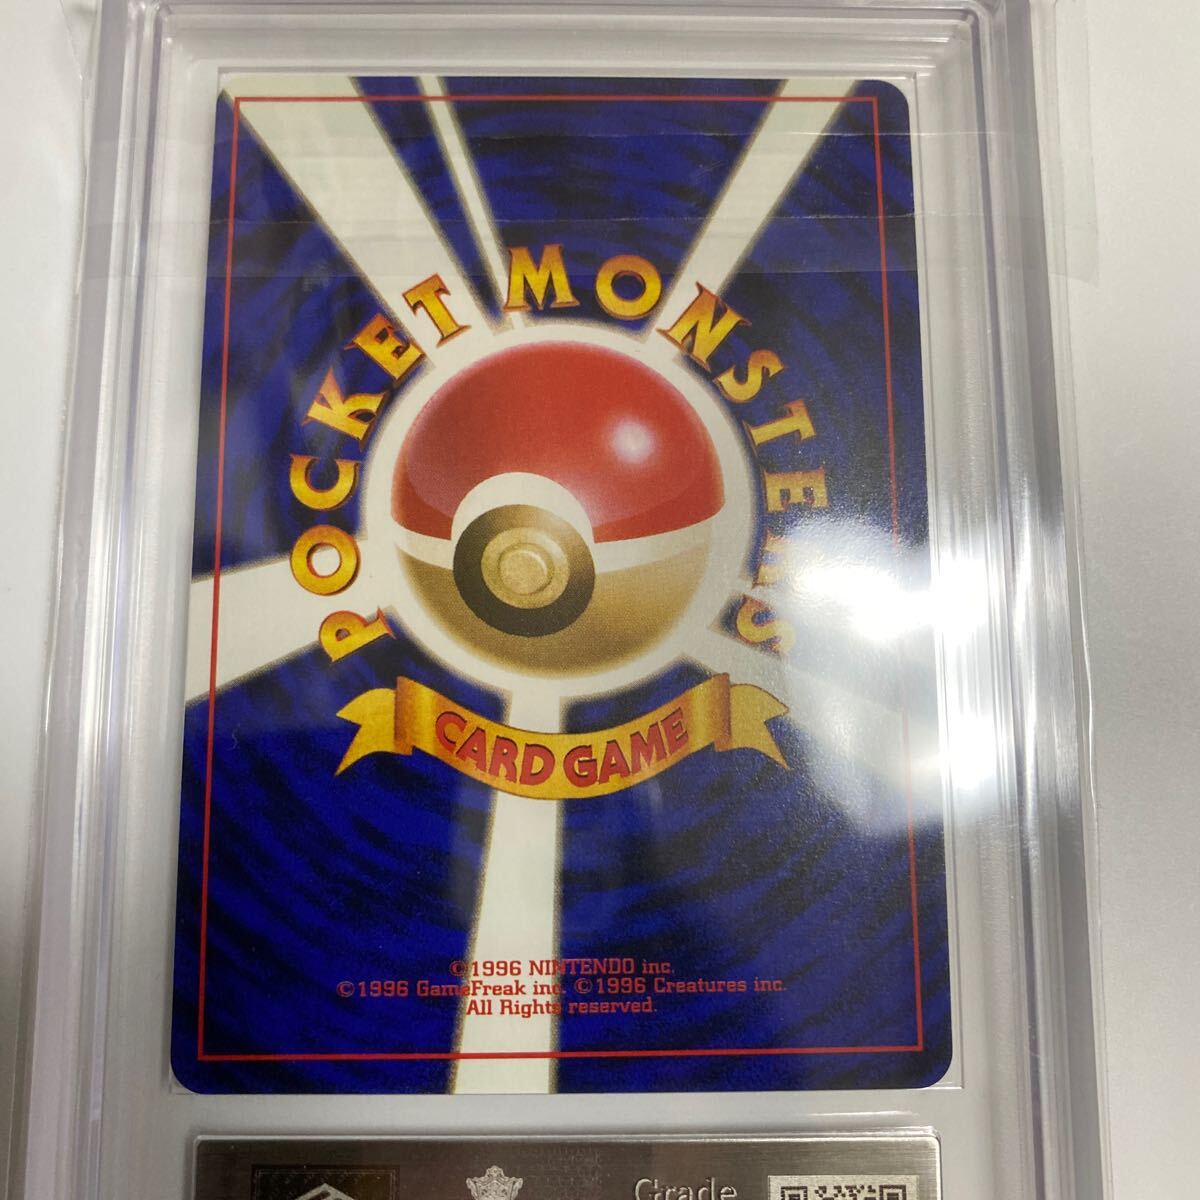 POCKET MONSTERS
CARD GAME
©1996 NINTENDO inc.
©1996 GameFreak inc. ©1996 Creatures inc.
All Rights reserved.
Grade